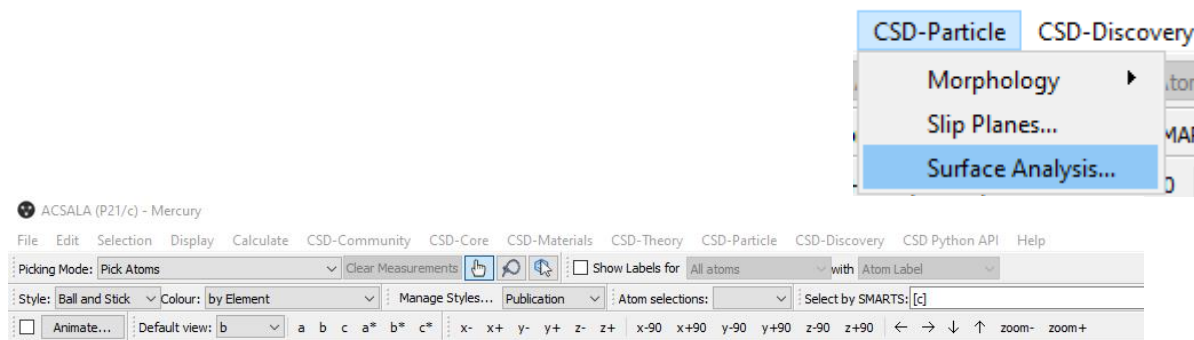 CSD-Particle CSD-Discovery
Morphology
Slip Planes...
Surface Analysis...
ACSALA (P21/c) - Mercury
File Edit Selection Display Calculate CSD-Community CSD-Core CSD-Materials CSD-Theory CSD-Particle CSD-Discovery CSD Python API Help
Picking Mode: Pick Atoms Clear Measurements Show Labels for All atoms with Atom Label
Style: Ball and Stick Colour: by Element Manage Styles... Publication Atom selections: Select by SMARTS: [c]
Animate... Default view: b a b c a* b* c* x- x+ y- y+ z- z+ x-90 x+90 y-90 y+90 z-90 z+90 ← → ↓ ↑ zoom- zoom+